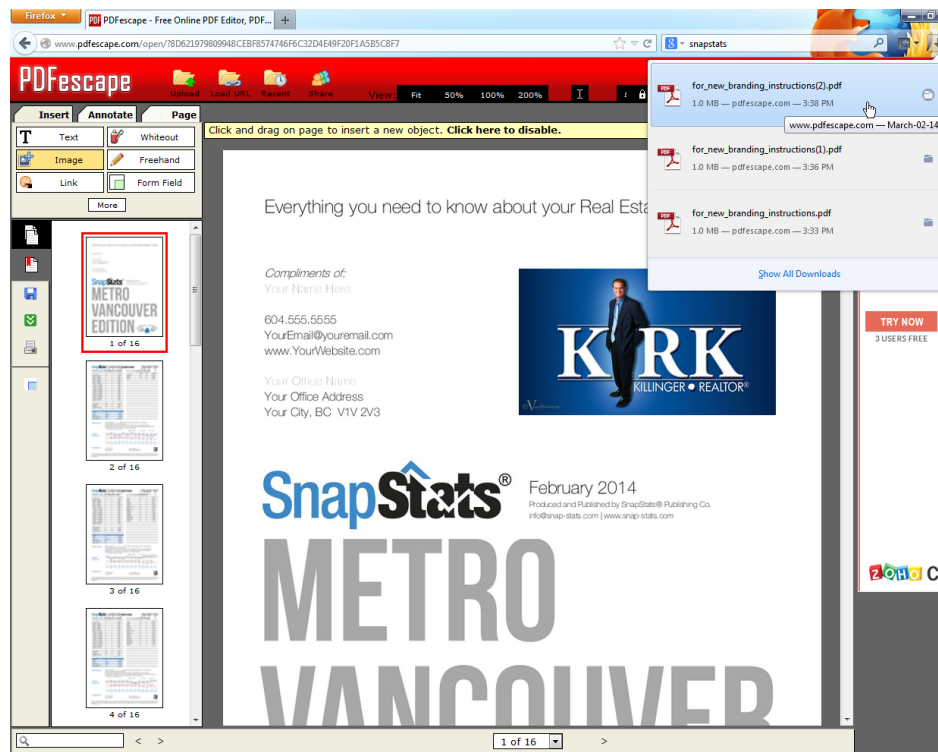 Firefox
PDFescape - Free Online PDF Editor, PDF...
www.pdfescape.com/open/?8D621979809948CEBF8574746F6C32D4E49F20F1A5B5C8F7
snapstats
PDFescape
Upload
Load URL
Recent
Share
View:
Fit
50%
100%
200%
for_new_branding_instructions(2).pdf
1.0 MB — pdfescape.com — 3:38 PM
www.pdfescape.com — March-02-14
for_new_branding_instructions(1).pdf
1.0 MB — pdfescape.com — 3:36 PM
for_new_branding_instructions.pdf
1.0 MB — pdfescape.com — 3:33 PM
Show All Downloads
Insert
Annotate
Page
Text
Whiteout
Image
Freehand
Link
Form Field
More
Click and drag on page to insert a new object. Click here to disable.
SnapStats
METRO
VANCOUVER
EDITION
1 of 16
2 of 16
3 of 16
4 of 16
Everything you need to know about your Real Esta
Compliments of:
Your Name Here
604.555.5555
YourEmail@youremail.com
www.YourWebsite.com
Your Office Name
Your Office Address
Your City, BC V1V 2V3
KIRK
KILLINGER • REALTOR®
SnapStats®
February 2014
Produced and Published by SnapStats® Publishing Co.
info@snap-stats.com | www.snap-stats.com
METRO
VANCOUVER
TRY NOW
3 USERS FREE
ZOHO C
1 of 16